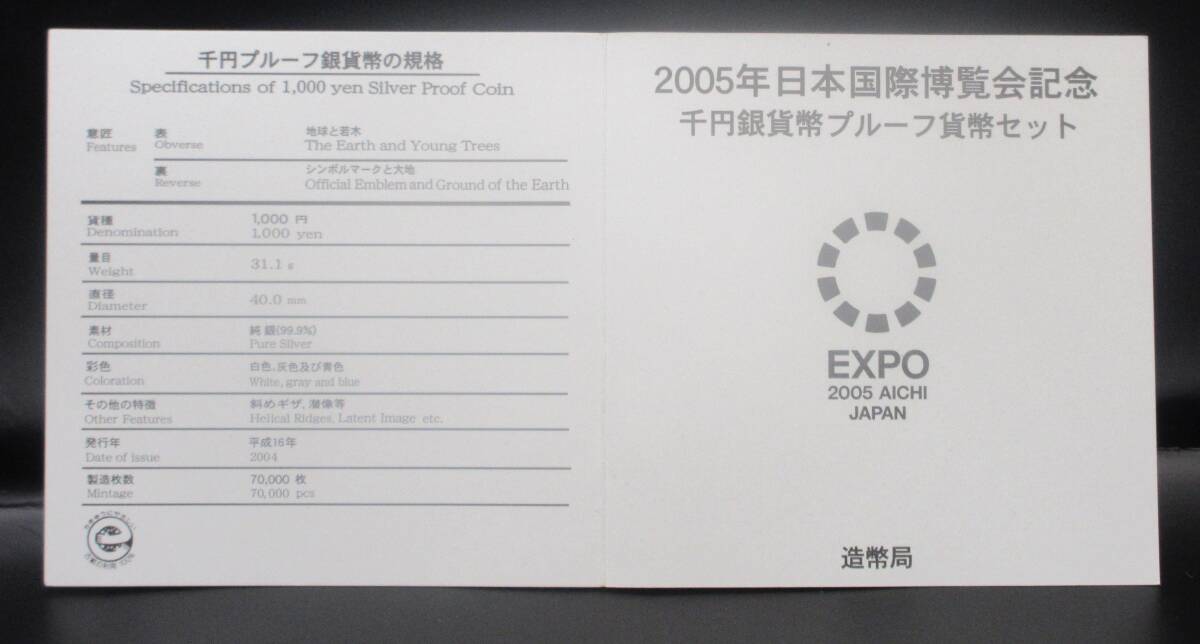 千円プルーフ銀貨幣の規格
Specifications of 1,000 yen Silver Proof Coin
意匠 表 地球と若木
Features Obverse The Earth and Young Trees
裏 シンボルマークと大地
Reverse Official Emblem and Ground of the Earth
貨種 1,000 円
Denomination 1,000 yen
量目
Weight 31.1 g
直径
Diameter 40.0 mm
素材 純銀(99.9%)
Composition Pure Silver
彩色 白色、灰色及び青色
Coloration White, gray and blue
その他の特徴 斜めギザ、潜像等
Other Features Helical Ridges, Latent Image etc.
発行年 平成16年
Date of issue 2004
製造枚数 70,000 枚
Mintage 70,000 pcs
2005年日本国際博覧会記念
千円銀貨幣プルーフ貨幣セット
EXPO
2005 AICHI
JAPAN
造幣局